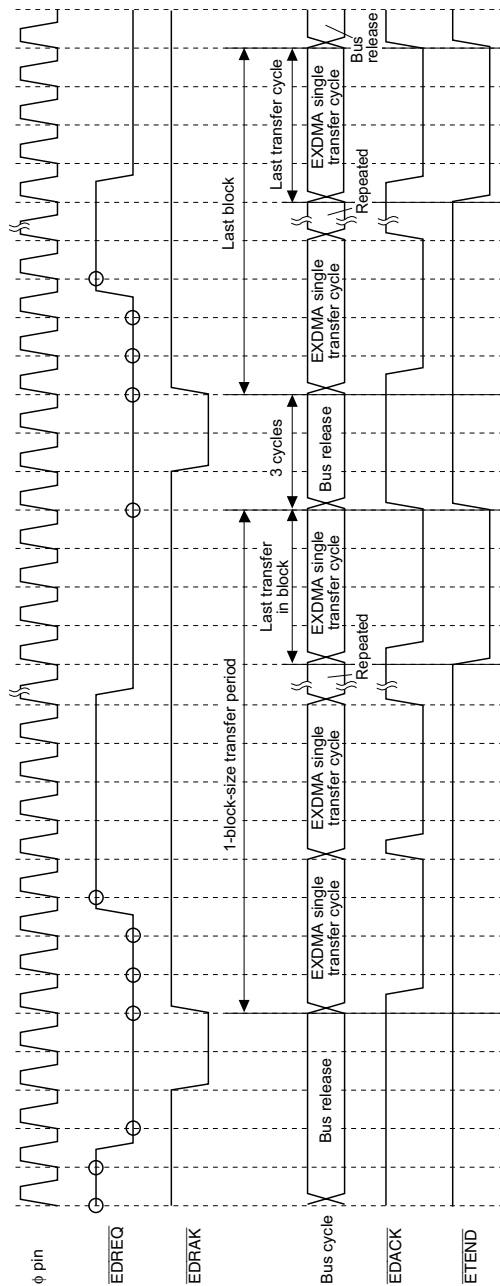 φ pin
EDREQ
EDRAK
1-block-size transfer period
Last transfer
in block
3 cycles
Last block
Last transfer cycle
Bus cycle
Bus release
EXDMA single
transfer cycle
EXDMA single
transfer cycle
Repeated
EXDMA single
transfer cycle
Bus release
EXDMA single
transfer cycle
Repeated
EXDMA single
transfer cycle
Bus
release
EDACK
ETEND